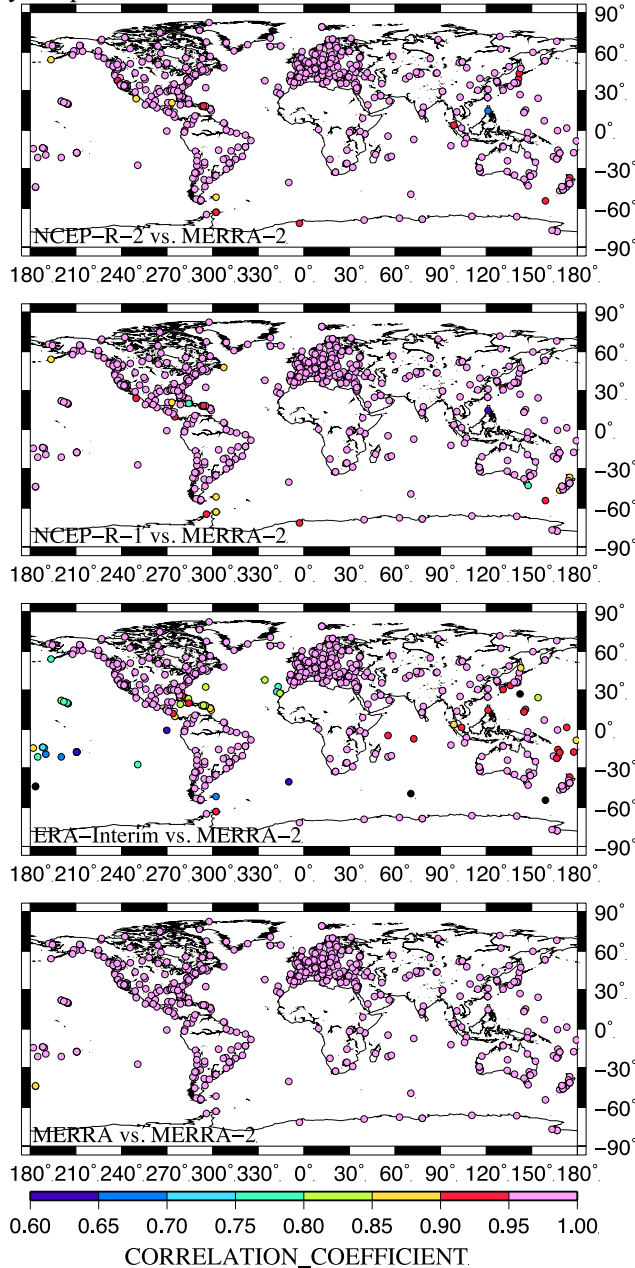 90°
60°
30°
0°
−30°
−60°
−90°
NCEP−R−2 vs. MERRA−2
180° 210° 240° 270° 300° 330° 0° 30° 60° 90° 120° 150° 180°
90°
60°
30°
0°
−30°
−60°
−90°
NCEP−R−1 vs. MERRA−2
180° 210° 240° 270° 300° 330° 0° 30° 60° 90° 120° 150° 180°
90°
60°
30°
0°
−30°
−60°
−90°
ERA−Interim vs. MERRA−2
180° 210° 240° 270° 300° 330° 0° 30° 60° 90° 120° 150° 180°
90°
60°
30°
0°
−30°
−60°
−90°
MERRA vs. MERRA−2
180° 210° 240° 270° 300° 330° 0° 30° 60° 90° 120° 150° 180°
0.60 0.65 0.70 0.75 0.80 0.85 0.90 0.95 1.00
CORRELATION_COEFFICIENT